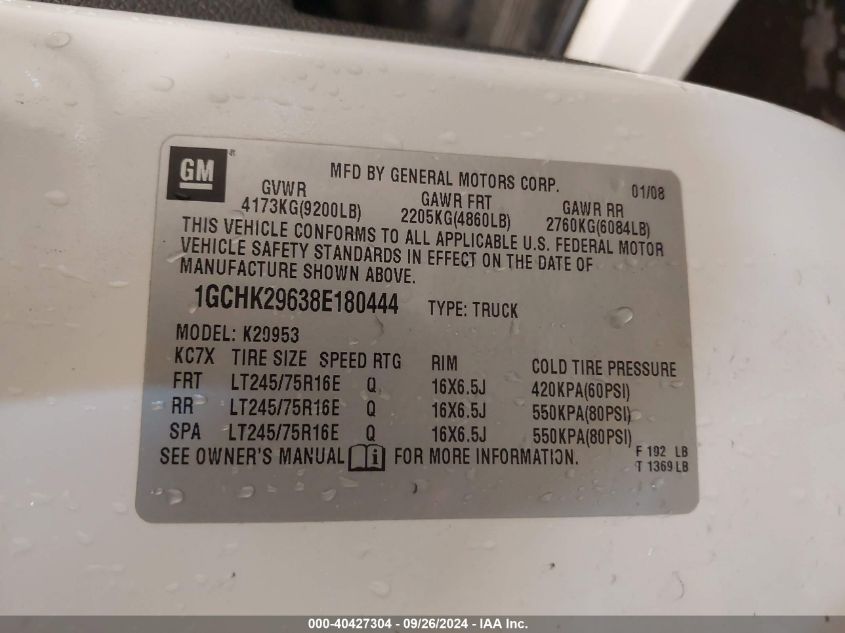 GM
MFD BY GENERAL MOTORS CORP. 01/08
GVWR GAWR FRT GAWR RR
4173KG(9200LB) 2205KG(4860LB) 2760KG(6084LB)
THIS VEHICLE CONFORMS TO ALL APPLICABLE U.S. FEDERAL MOTOR
VEHICLE SAFETY STANDARDS IN EFFECT ON THE DATE OF
MANUFACTURE SHOWN ABOVE.
1GCHK29638E180444 TYPE: TRUCK
MODEL: K20953
KC7X TIRE SIZE SPEED RTG RIM COLD TIRE PRESSURE
FRT LT245/75R16E Q 16X6.5J 420KPA(60PSI)
RR LT245/75R16E Q 16X6.5J 550KPA(80PSI)
SPA LT245/75R16E Q 16X6.5J 550KPA(80PSI)
SEE OWNER'S MANUAL i FOR MORE INFORMATION.
F 192 LB
T 1369 LB
000-40427304 - 09/26/2024 - IAA Inc.